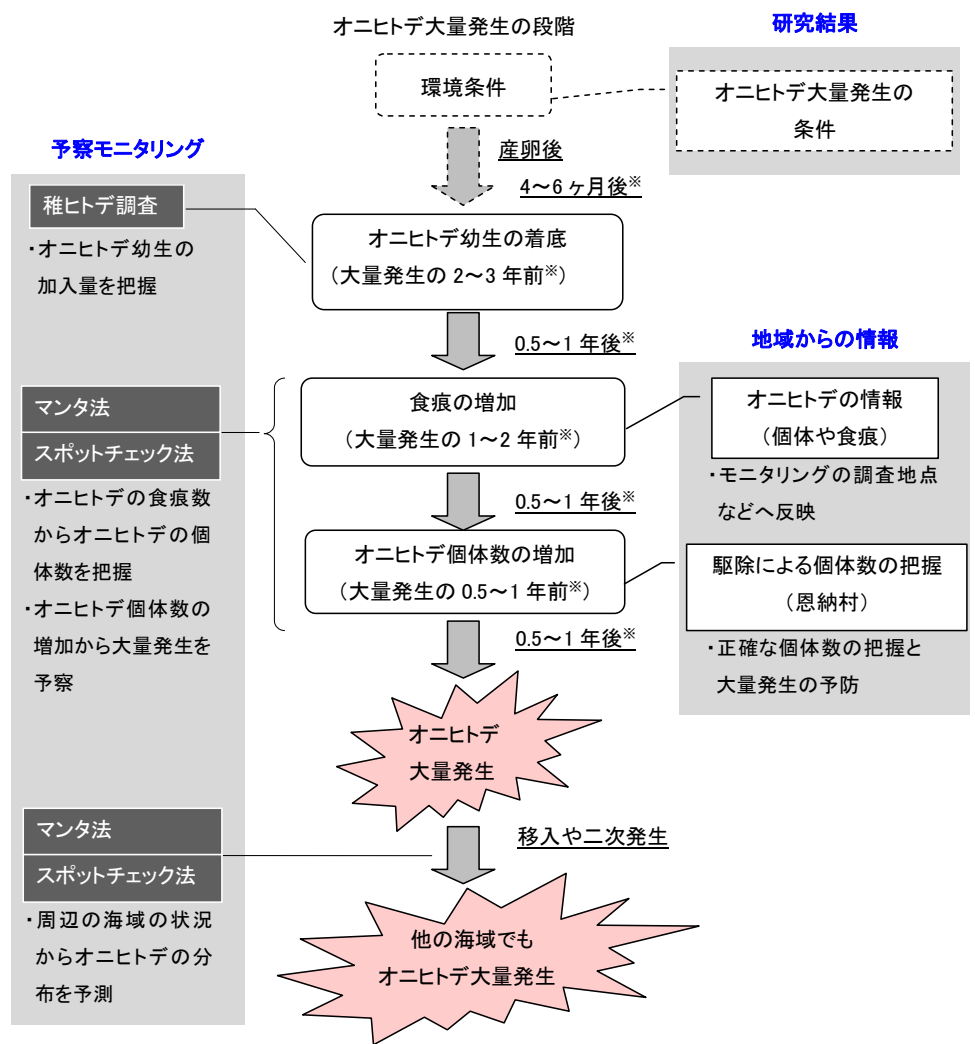 オニヒトデ大量発生の段階
環境条件
産卵後
4～6 ヶ月後※
オニヒトデ幼生の着底
（大量発生の 2～3 年前※）
0.5～1 年後※
食痕の増加
（大量発生の 1～2 年前※）
0.5～1 年後※
オニヒトデ個体数の増加
（大量発生の 0.5～1 年前※）
0.5～1 年後※
オニヒトデ
大量発生
移入や二次発生
他の海域でも
オニヒトデ大量発生
予察モニタリング
稚ヒトデ調査
・オニヒトデ幼生の
加入量を把握
マンタ法
スポットチェック法
・オニヒトデの食痕数
からオニヒトデの個
体数を把握
・オニヒトデ個体数の
増加から大量発生を
予察
マンタ法
スポットチェック法
・周辺の海域の状況
からオニヒトデの分
布を予測
研究結果
オニヒトデ大量発生の
条件
地域からの情報
オニヒトデの情報
（個体や食痕）
・モニタリングの調査地点
などへ反映
駆除による個体数の把握
（恩納村）
・正確な個体数の把握と
大量発生の予防